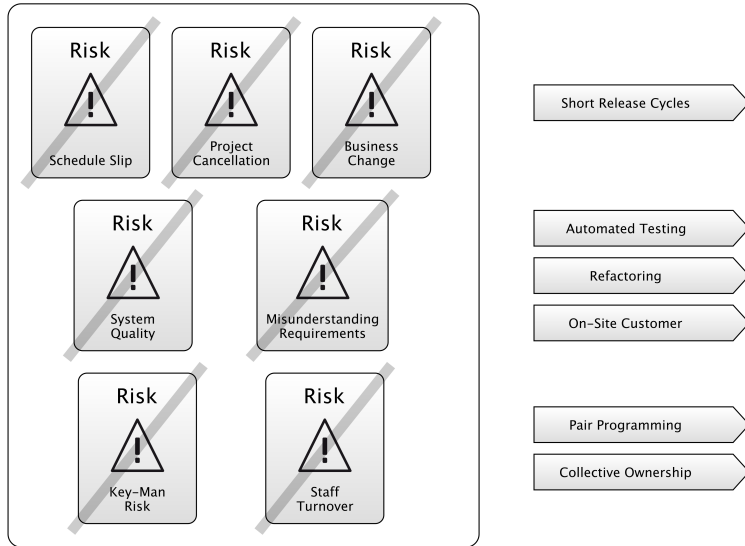 Risk
Schedule Slip
Risk
Project
Cancellation
Risk
Business
Change
Short Release Cycles
Risk
System
Quality
Risk
Misunderstanding
Requirements
Automated Testing
Refactoring
On-Site Customer
Risk
Key-Man
Risk
Risk
Staff
Turnover
Pair Programming
Collective Ownership